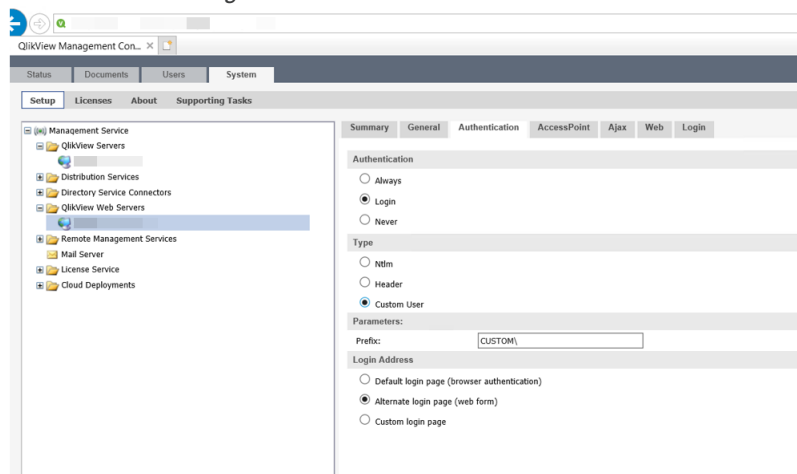 QlikView Management Con...
Status Documents Users System
Setup Licenses About Supporting Tasks
Management Service
QlikView Servers
Distribution Services
Directory Service Connectors
QlikView Web Servers
Remote Management Services
Mail Server
License Service
Cloud Deployments
Summary General Authentication AccessPoint Ajax Web Login
Authentication
Always
Login
Never
Type
Ntlm
Header
Custom User
Parameters:
Prefix: CUSTOM\
Login Address
Default login page (browser authentication)
Alternate login page (web form)
Custom login page